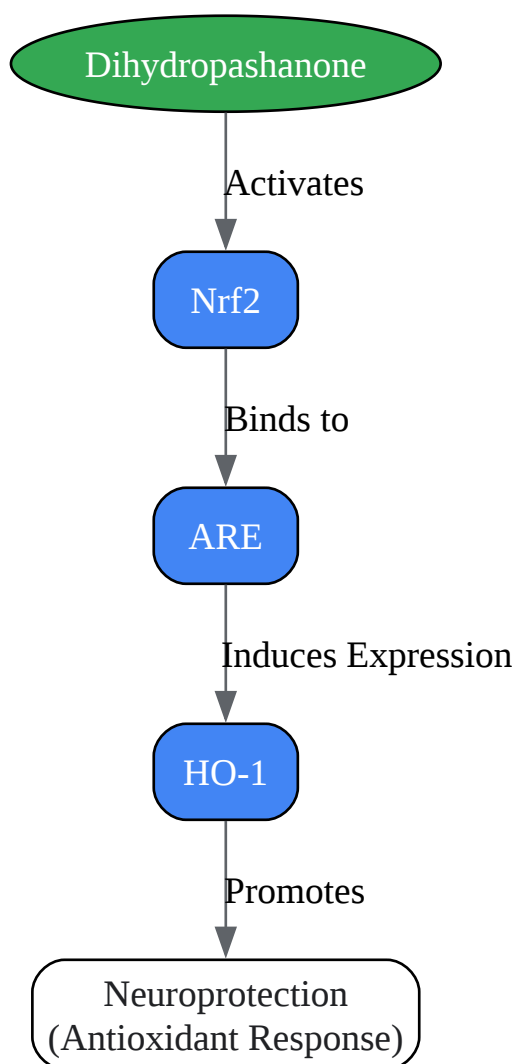 Dihydropashanone
Activates
Nrf2
Binds to
ARE
Induces Expression
HO-1
Promotes
Neuroprotection
(Antioxidant Response)